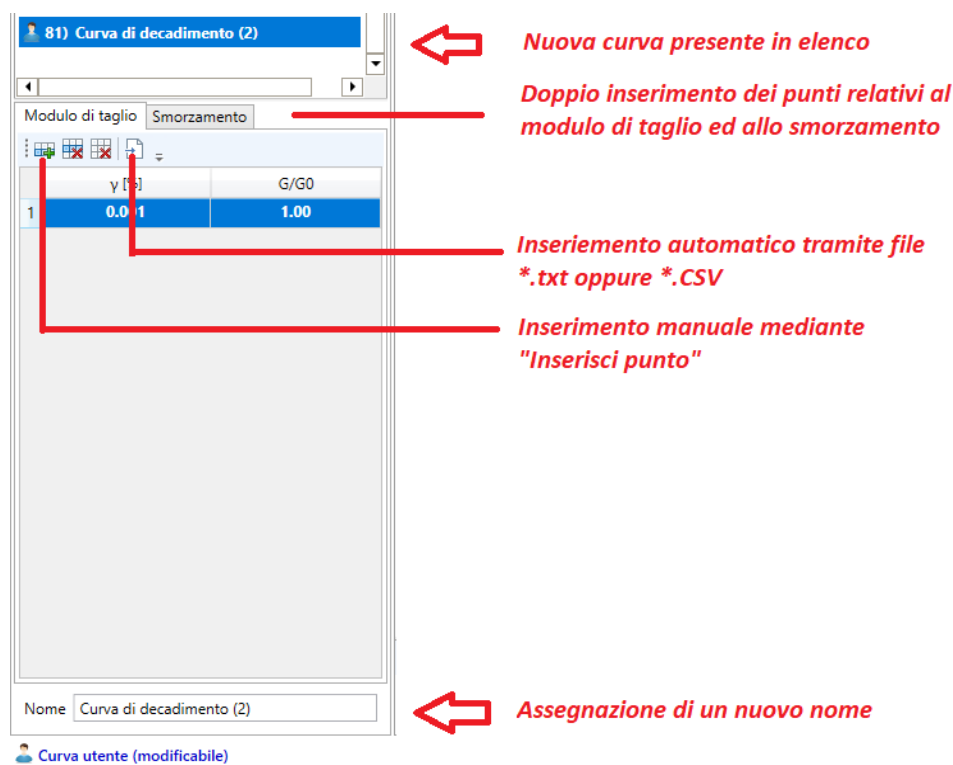 81) Curva di decadimento (2)
Nuova curva presente in elenco
Doppio inserimento dei punti relativi al
modulo di taglio ed allo smorzamento
Modulo di taglio Smorzamento
γ [%] G/G0
1 0.001 1.00
Inseriemento automatico tramite file
*.txt oppure *.CSV
Inserimento manuale mediante
"Inserisci punto"
Nome Curva di decadimento (2)
Assegnazione di un nuovo nome
Curva utente (modificabile)